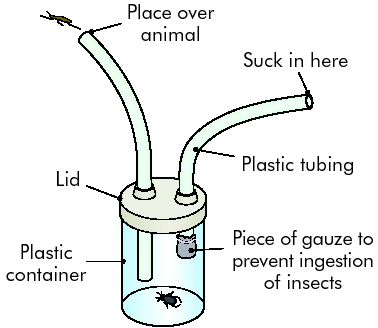 Place over
animal
Suck in here
Plastic tubing
Lid
Plastic
container
Piece of gauze to
prevent ingestion
of insects